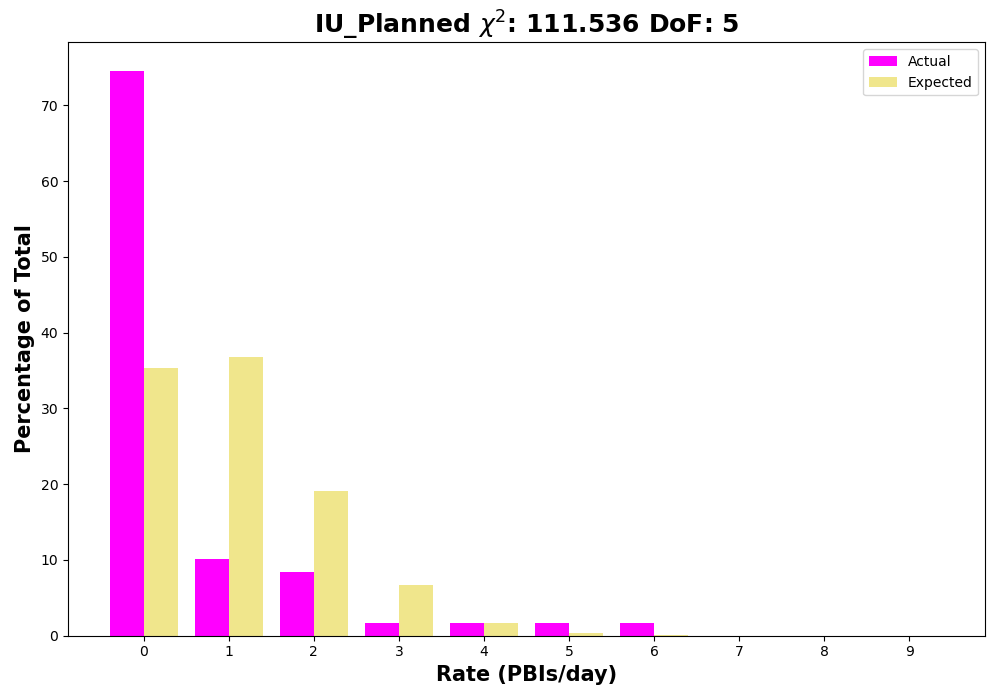 IU_Planned χ²: 111.536 DoF: 5
Actual
Expected
Percentage of Total
70
60
50
40
30
20
10
0
0 1 2 3 4 5 6 7 8 9
Rate (PBIs/day)